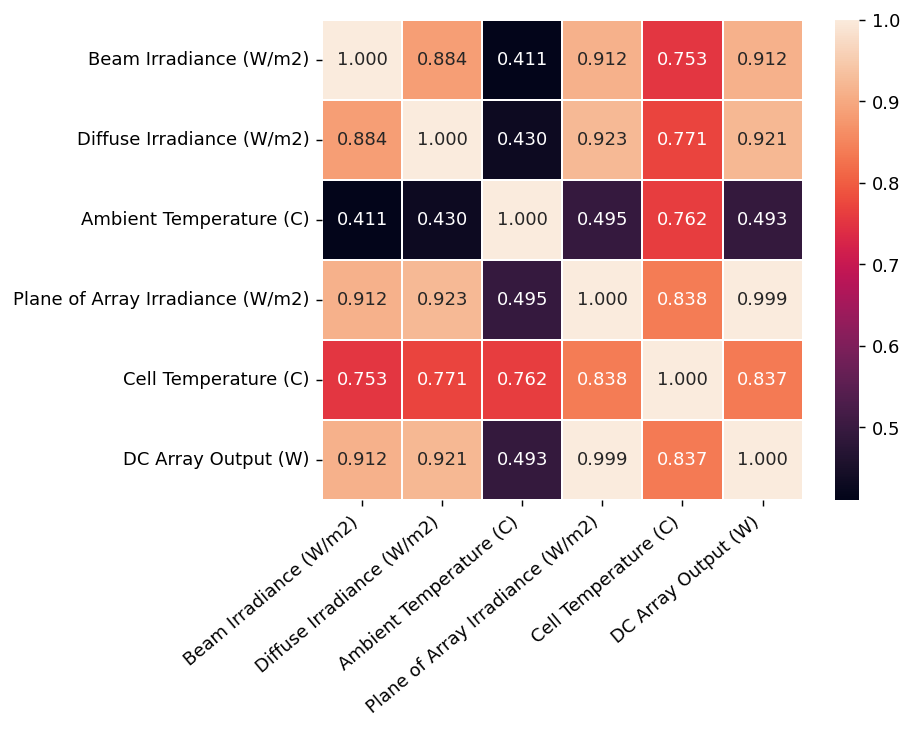 Beam Irradiance (W/m2) 1.000 0.884 0.411 0.912 0.753 0.912
Diffuse Irradiance (W/m2) 0.884 1.000 0.430 0.923 0.771 0.921
Ambient Temperature (C) 0.411 0.430 1.000 0.495 0.762 0.493
Plane of Array Irradiance (W/m2) 0.912 0.923 0.495 1.000 0.838 0.999
Cell Temperature (C) 0.753 0.771 0.762 0.838 1.000 0.837
DC Array Output (W) 0.912 0.921 0.493 0.999 0.837 1.000
Beam Irradiance (W/m2)
Diffuse Irradiance (W/m2)
Ambient Temperature (C)
Plane of Array Irradiance (W/m2)
Cell Temperature (C)
DC Array Output (W)
1.0
0.9
0.8
0.7
0.6
0.5